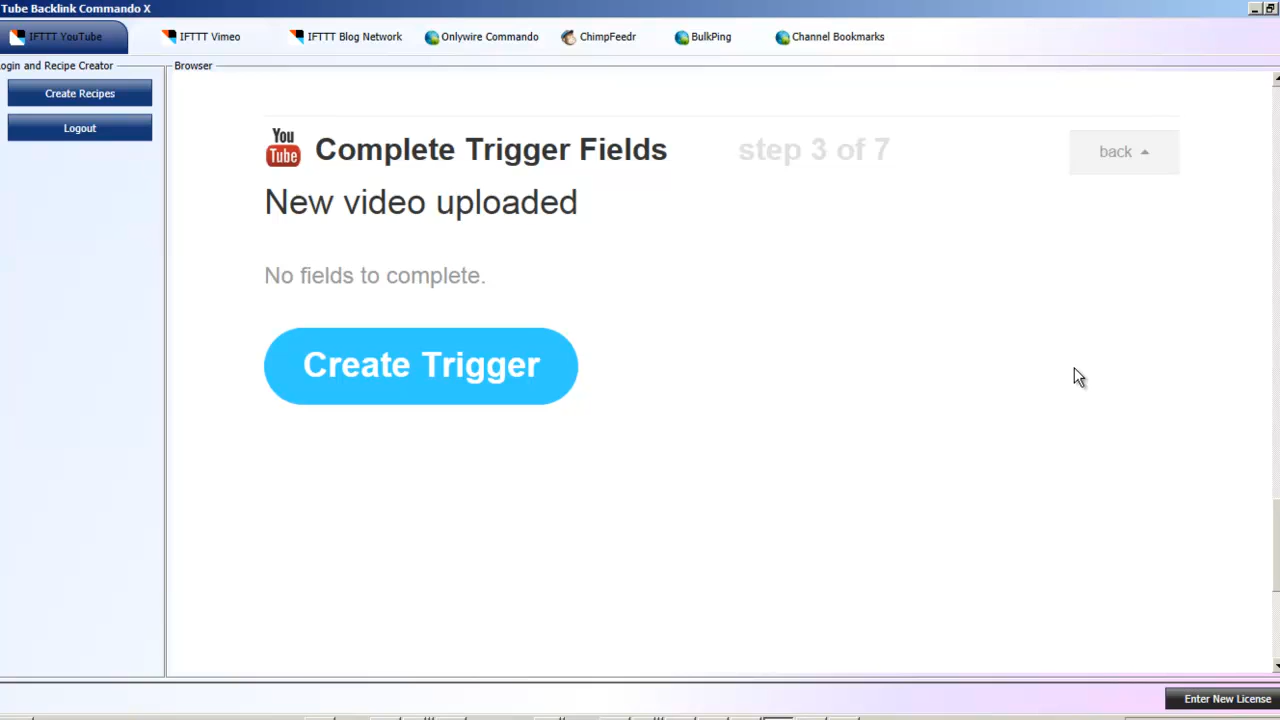 Tube Backlink Commando X
IFTTT YouTube
IFTTT Vimeo
IFTTT Blog Network
Onlywire Commando
ChimpFeedr
BulkPing
Channel Bookmarks
ogin and Recipe Creator
Browser
Create Recipes
Logout
You
Tube
Complete Trigger Fields
step 3 of 7
back
New video uploaded
No fields to complete.
Create Trigger
Enter New License